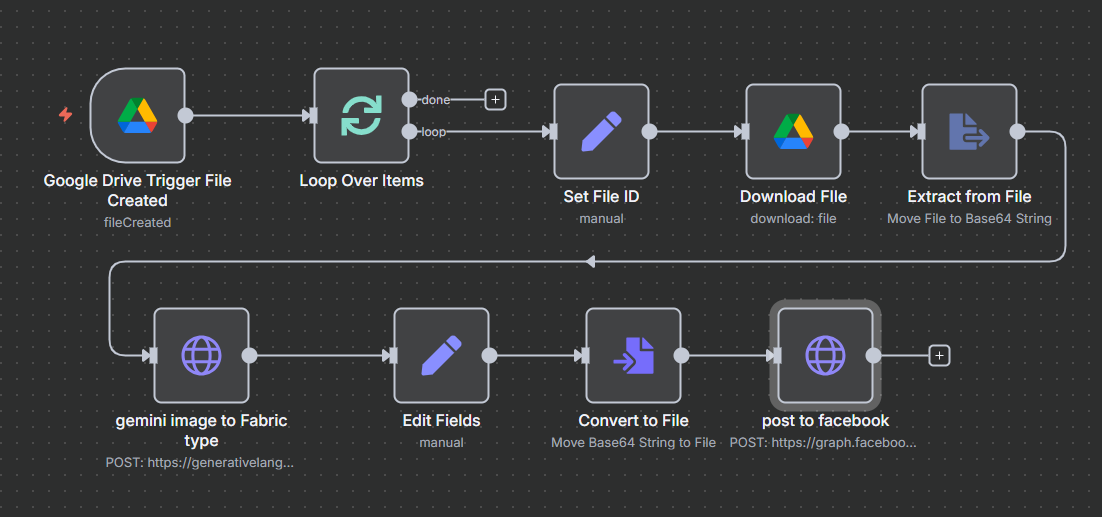 done
loop
Google Drive Trigger File
Created
fileCreated
Loop Over Items
Set File ID
manual
Download FIle
download: file
Extract from File
Move File to Base64 String
gemini image to Fabric
type
POST: https://generativelang...
Edit Fields
manual
Convert to File
Move Base64 String to File
post to facebook
POST: https://graph.faceboo...